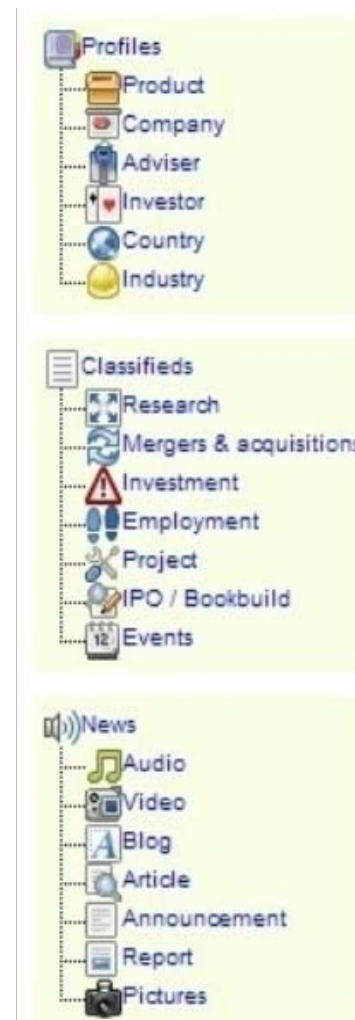 Profiles
Product
Company
Adviser
Investor
Country
Industry
Classifieds
Research
Mergers & acquisitions
Investment
Employment
Project
IPO / Bookbuild
12 Events
News
Audio
Video
A Blog
Article
Announcement
Report
Pictures